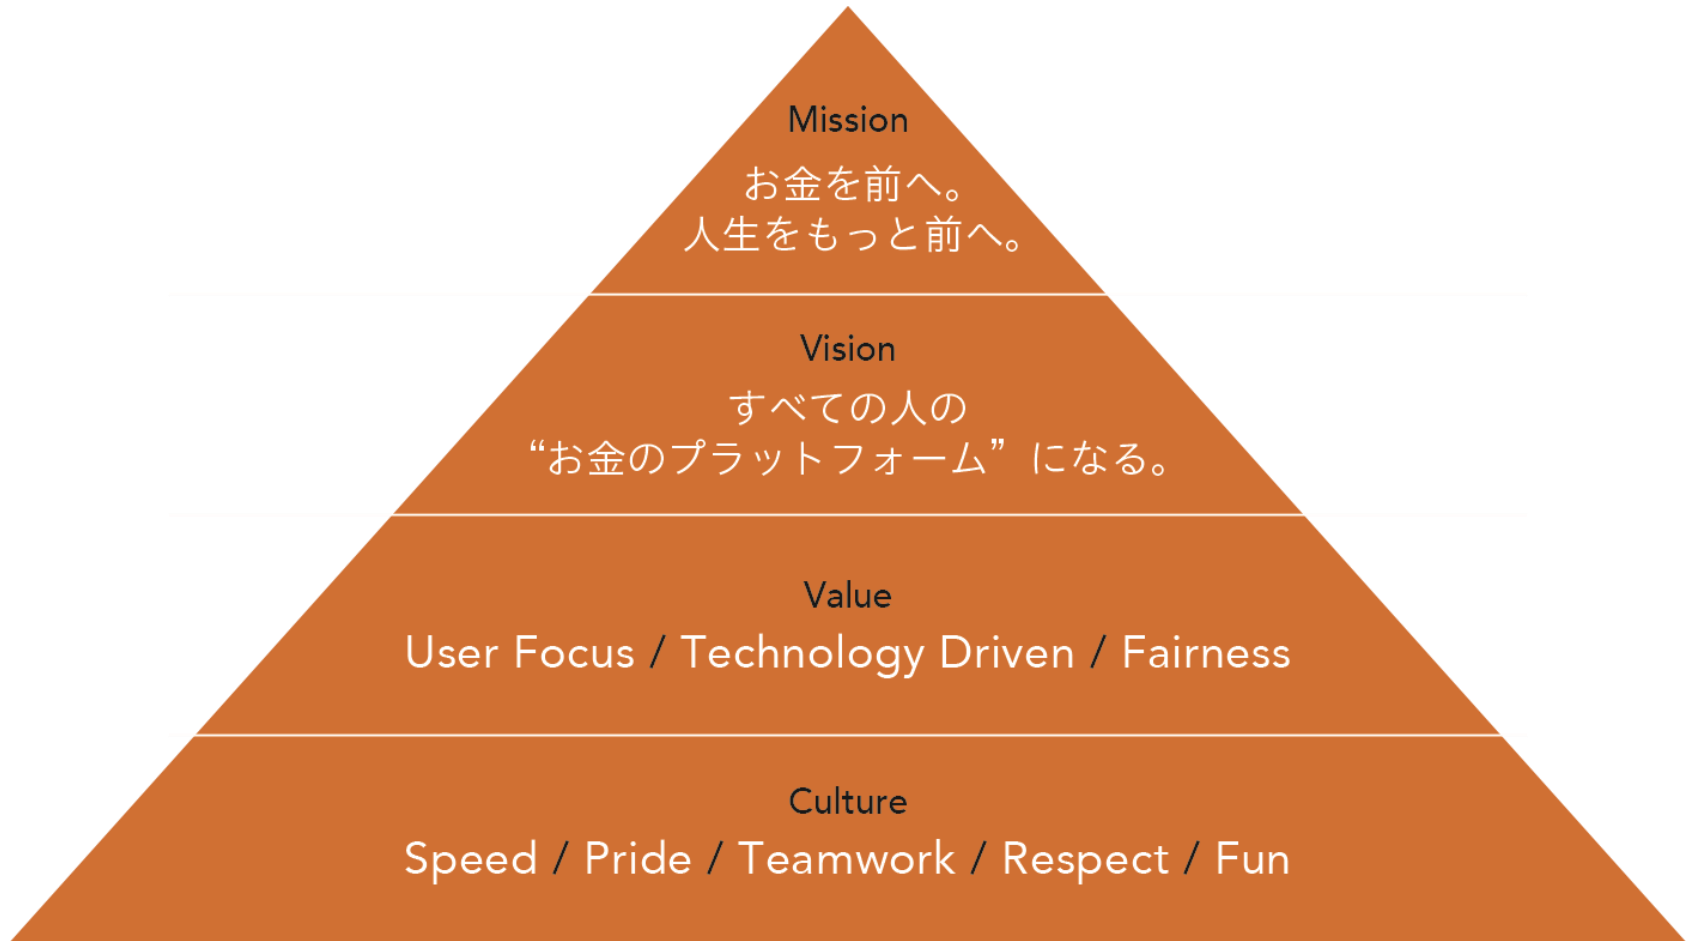 Mission
お金を前へ。
人生をもっと前へ。
Vision
すべての人の
“お金のプラットフォーム”になる。
Value
User Focus / Technology Driven / Fairness
Culture
Speed / Pride / Teamwork / Respect / Fun